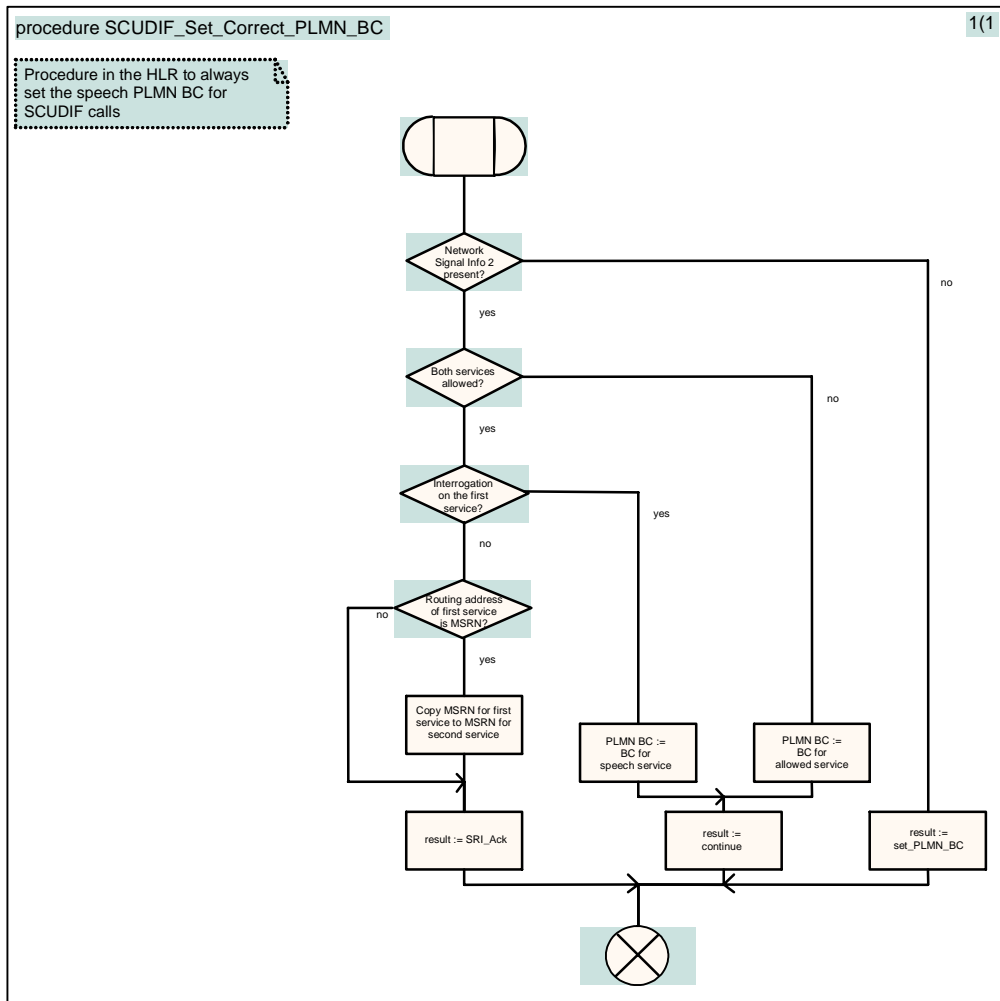 procedure SCUDIF_Set_Correct_PLMN_BC
1(1
Procedure in the HLR to always
set the speech PLMN BC for
SCUDIF calls
Network
Signal Info 2
present?
no
yes
Both services
allowed?
no
yes
Interrogation
on the first
service?
yes
no
Routing address
of first service
is MSRN?
no
yes
Copy MSRN for first
service to MSRN for
second service
PLMN BC :=
BC for
speech service
PLMN BC :=
BC for
allowed service
result := SRI_Ack
result :=
continue
result :=
set_PLMN_BC